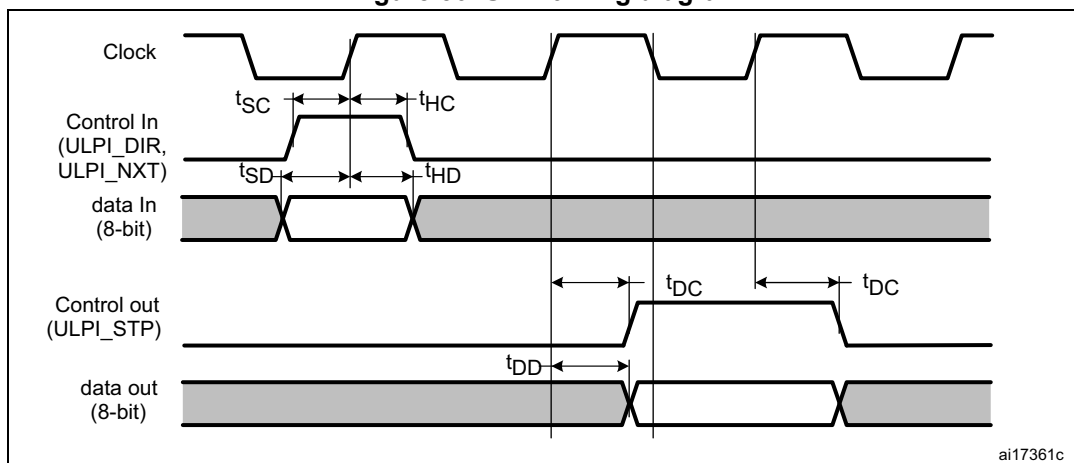 Clock
tSC
tHC
Control In
(ULPI_DIR,
ULPI_NXT)
tSD
tHD
data In
(8-bit)
tDC
tDC
Control out
(ULPI_STP)
tDD
data out
(8-bit)
ai17361c